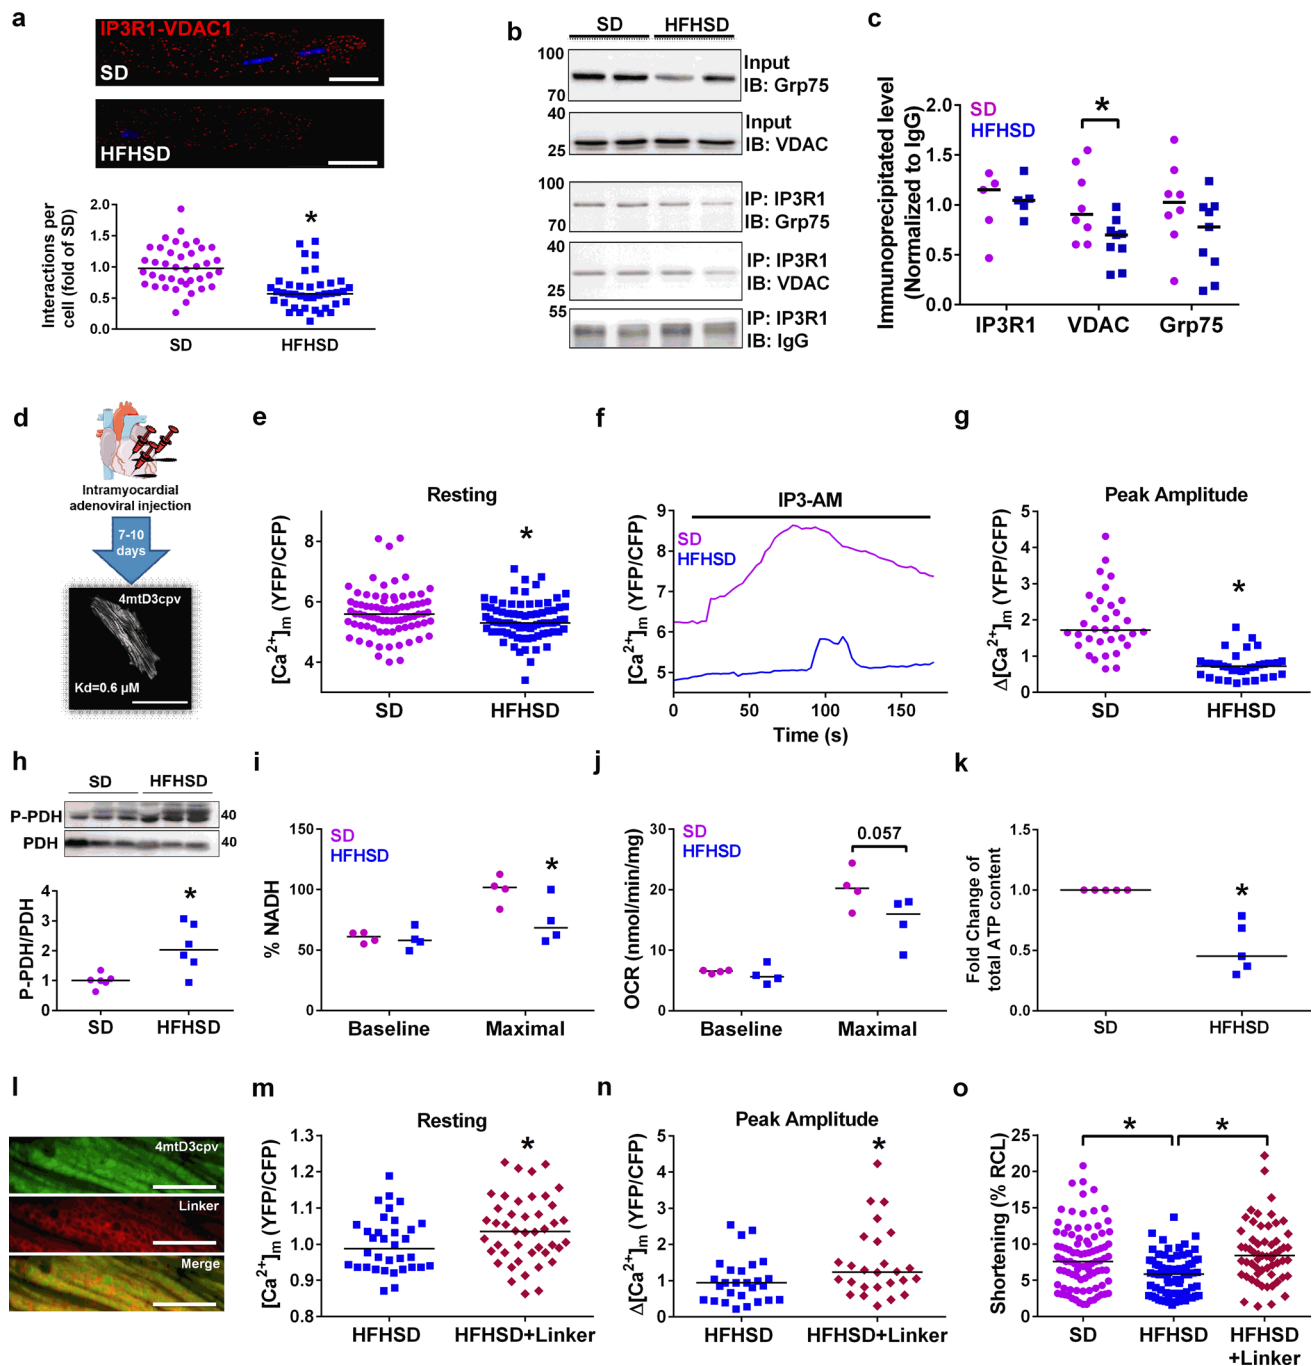 a
IP3R1-VDAC1
SD
HFHSD
Interactions per
cell (fold of SD)
2.0
1.5
1.0
0.5
0.0
*
SD
HFHSD
b
SD HFHSD
100
70
Input
IB: Grp75
40
25
Input
IB: VDAC
100
70
IP: IP3R1
IB: Grp75
40
25
IP: IP3R1
IB: VDAC
55
IP: IP3R1
IB: IgG
c
Immunoprecipitated level
(Normalized to IgG)
2.0
1.5
1.0
0.5
0.0
SD
HFHSD
*
IP3R1 VDAC Grp75
d
Intramyocardial
adenoviral injection
7-10
days
4mtD3cpv
Kd=0.6 µM
e
Resting
[Ca2+]m (YFP/CFP)
8
6
4
*
SD
HFHSD
f
IP3-AM
SD
HFHSD
[Ca2+]m (YFP/CFP)
9
8
7
6
5
0 50 100 150
Time (s)
g
Peak Amplitude
Δ[Ca2+]m (YFP/CFP)
5
4
3
2
1
0
*
SD
HFHSD
h
SD HFHSD
P-PDH 40
PDH 40
P-PDH/PDH
4
3
2
1
0
*
SD HFHSD
i
% NADH
150
100
50
0
SD
HFHSD
*
Baseline Maximal
j
OCR (nmol/min/mg)
30
20
10
0
SD
HFHSD
0.057
Baseline Maximal
k
Fold Change of
total ATP content
1.5
1.0
0.5
0.0
*
SD HFHSD
l
4mtD3cpv
Linker
Merge
m
Resting
[Ca2+]m (YFP/CFP)
1.3
1.2
1.1
1.0
0.9
0.8
*
HFHSD HFHSD+Linker
n
Peak Amplitude
Δ[Ca2+]m (YFP/CFP)
5
4
3
2
1
0
*
HFHSD HFHSD+Linker
o
Shortening (% RCL)
25
20
15
10
5
0
* *
SD HFHSD HFHSD
+Linker